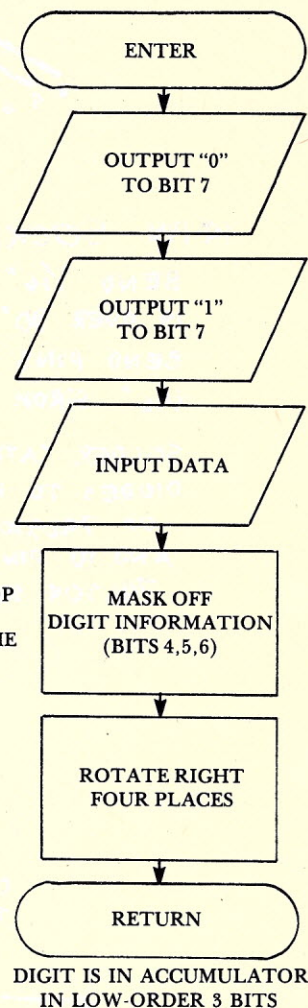 ENTER
OUTPUT “0”
TO BIT 7
OUTPUT “1”
TO BIT 7
INPUT DATA
MASK OFF
DIGIT INFORMATION
(BITS 4,5,6)
ROTATE RIGHT
FOUR PLACES
RETURN
DIGIT IS IN ACCUMULATOR
IN LOW-ORDER 3 BITS